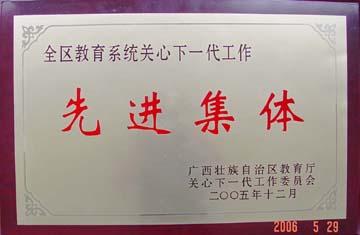 全区教育系统关心下一代工作
先进集体
广西壮族自治区教育厅
关心下一代工作委员会
二〇〇五年十二月
2006 5 29